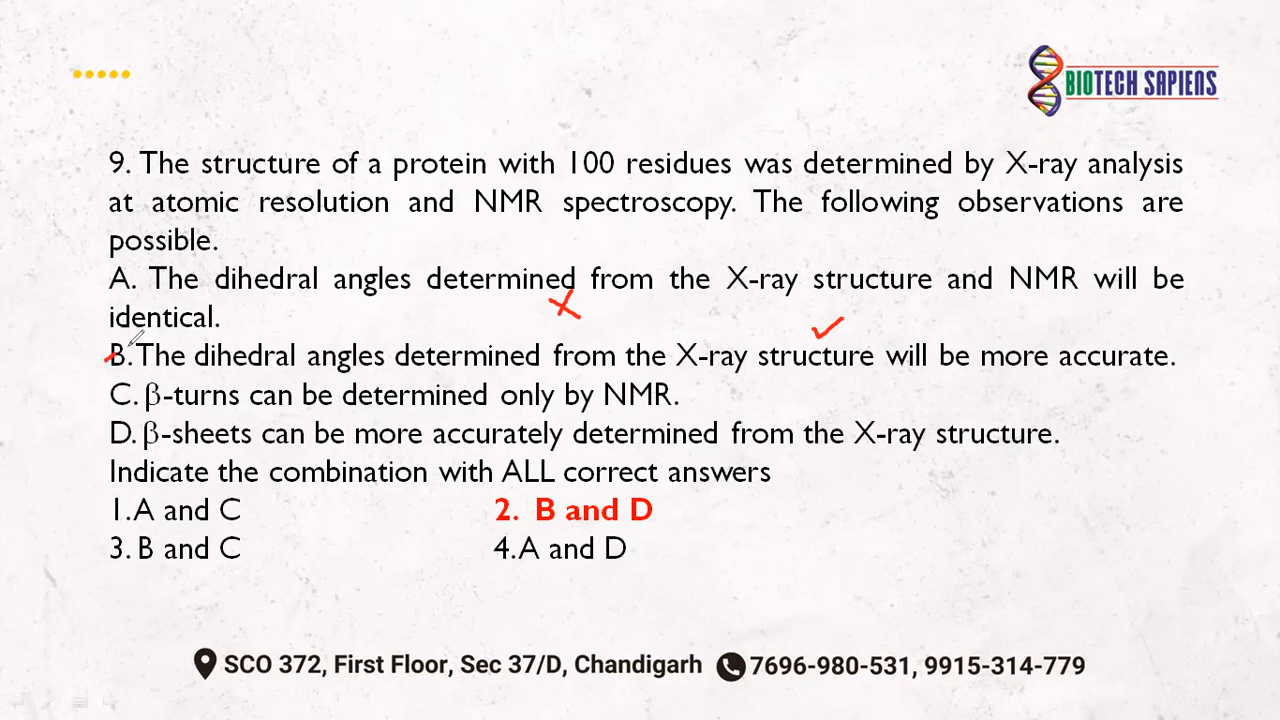 BIOTECH SAPIENS
9. The structure of a protein with 100 residues was determined by X-ray analysis
at atomic resolution and NMR spectroscopy. The following observations are
possible.
A. The dihedral angles determined from the X-ray structure and NMR will be
identical.
B. The dihedral angles determined from the X-ray structure will be more accurate.
C. β-turns can be determined only by NMR.
D. β-sheets can be more accurately determined from the X-ray structure.
Indicate the combination with ALL correct answers
1. A and C 2. B and D
3. B and C 4. A and D
SCO 372, First Floor, Sec 37/D, Chandigarh 7696-980-531, 9915-314-779